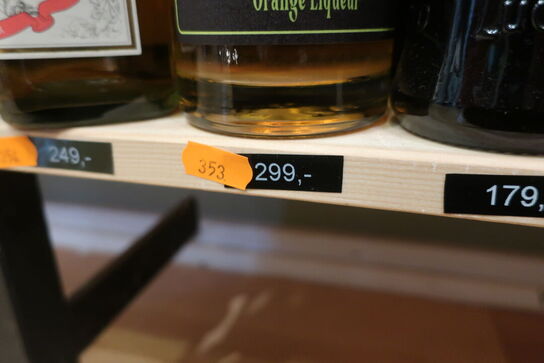 Orange Liqueur
249,-
353
299,-
179,